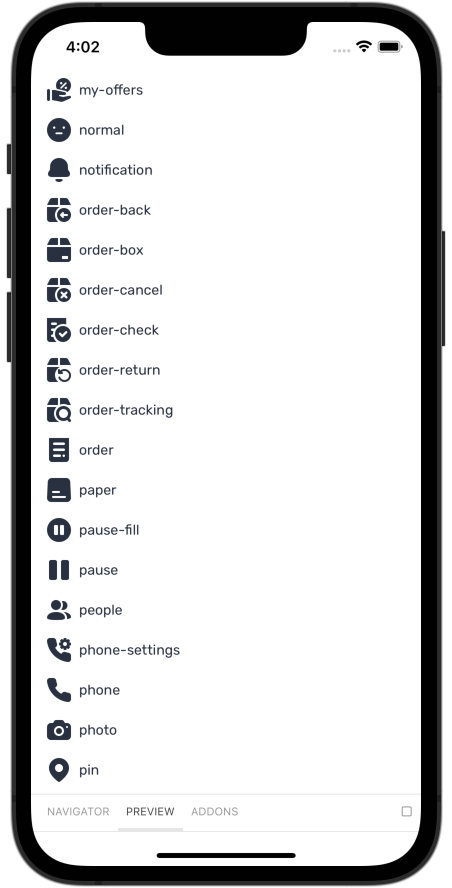 4:02
my-offers
normal
notification
order-back
order-box
order-cancel
order-check
order-return
order-tracking
order
paper
pause-fill
pause
people
phone-settings
phone
photo
pin
NAVIGATOR PREVIEW ADDONS